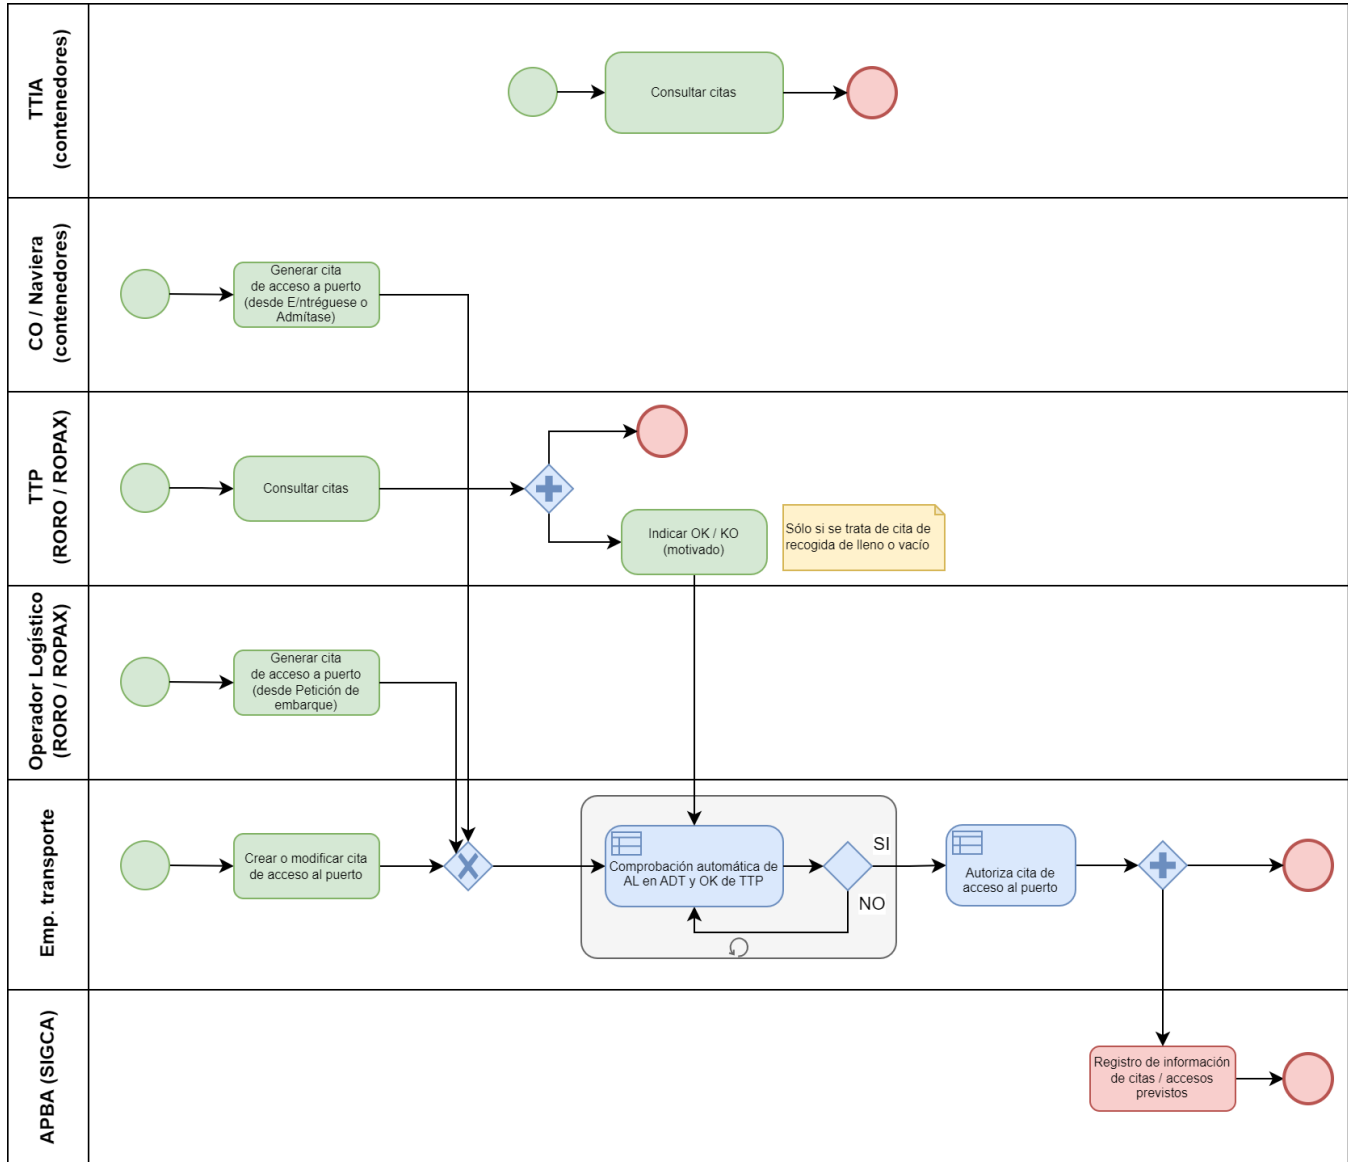 TTIA
(contenedores)
Consultar citas
CO / Naviera
(contenedores)
Generar cita
de acceso a puerto
(desde E/ntréguese o
Admítase)
TTP
(RORO / ROPAX)
Consultar citas
Indicar OK / KO
(motivado)
Sólo si se trata de cita de
recogida de lleno o vacío
Operador Logístico
(RORO / ROPAX)
Generar cita
de acceso a puerto
(desde Petición de
embarque)
Emp. transporte
Crear o modificar cita
de acceso al puerto
Comprobación automática de
AL en ADT y OK de TTP
SI
NO
Autoriza cita de
acceso al puerto
APBA (SIGCA)
Registro de información
de citas / accesos
previstos